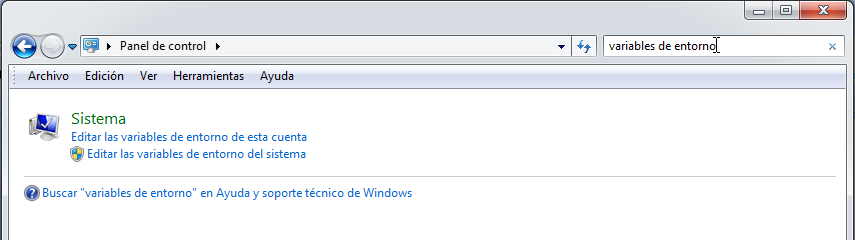 Panel de control
variables de entorno
Archivo Edición Ver Herramientas Ayuda
Sistema
Editar las variables de entorno de esta cuenta
Editar las variables de entorno del sistema
Buscar "variables de entorno" en Ayuda y soporte técnico de Windows